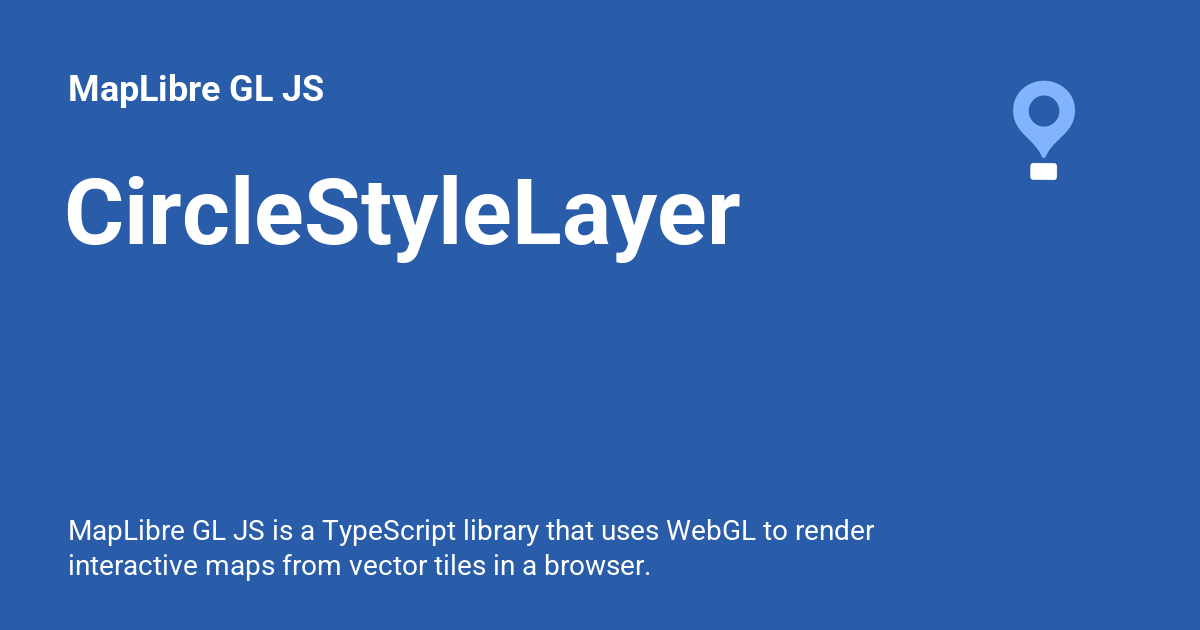 MapLibre GL JS
CircleStyleLayer
MapLibre GL JS is a TypeScript library that uses WebGL to render
interactive maps from vector tiles in a browser.